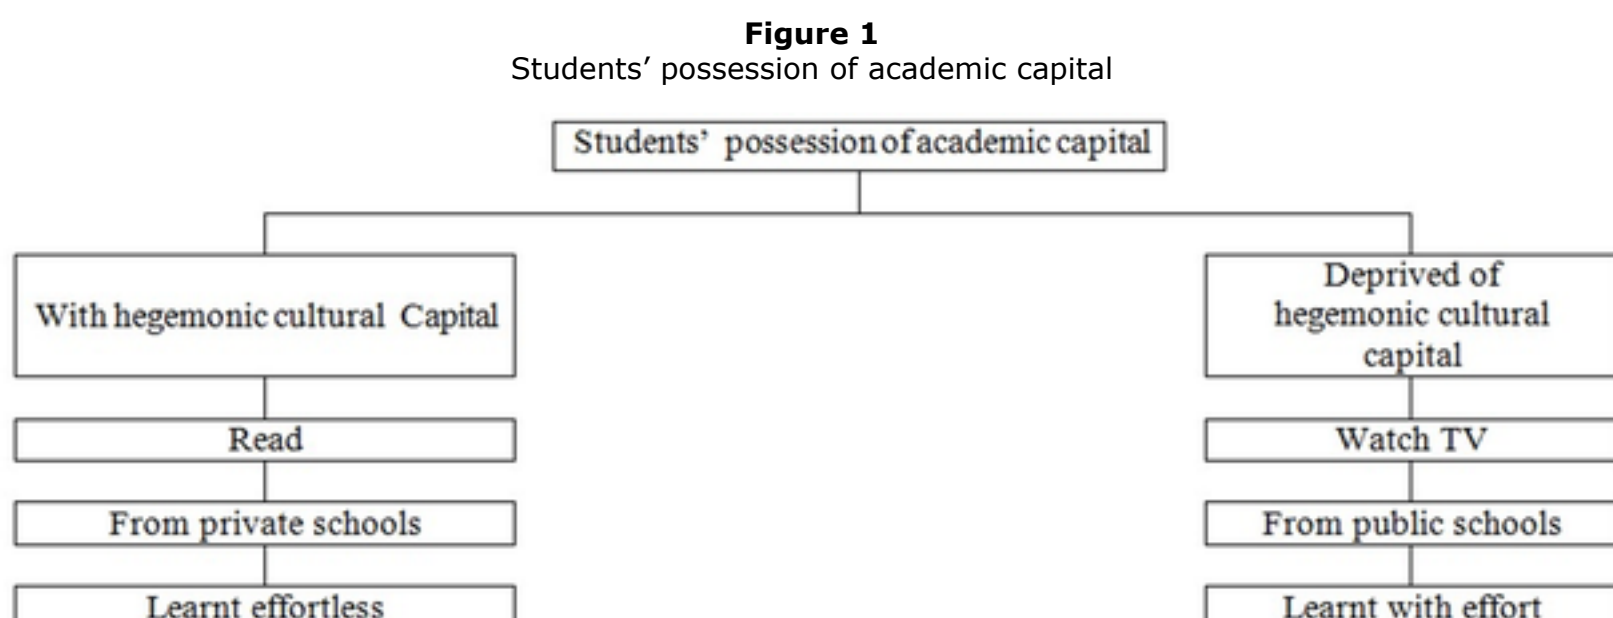 Figure 1
Students’ possession of academic capital
Students’ possession of academic capital
With hegemonic cultural Capital
Deprived of
hegemonic cultural
capital
Read
Watch TV
From private schools
From public schools
Learnt effortless
Learnt with effort